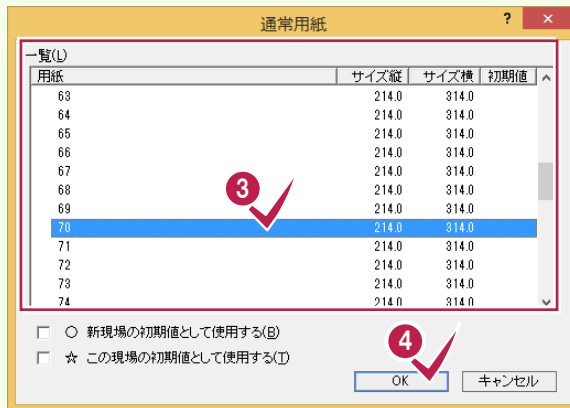 通常用紙 ? ×
一覧(L)
用紙 サイズ縦 サイズ横 初期値
63 214.0 314.0
64 214.0 314.0
65 214.0 314.0
66 214.0 314.0
67 214.0 314.0
68 214.0 314.0
69 214.0 314.0
70 214.0 314.0
71 214.0 314.0
72 214.0 314.0
73 214.0 314.0
74 214.0 314.0
3
○ 新現場の初期値として使用する(B)
☆ この現場の初期値として使用する(T)
4
OK キャンセル